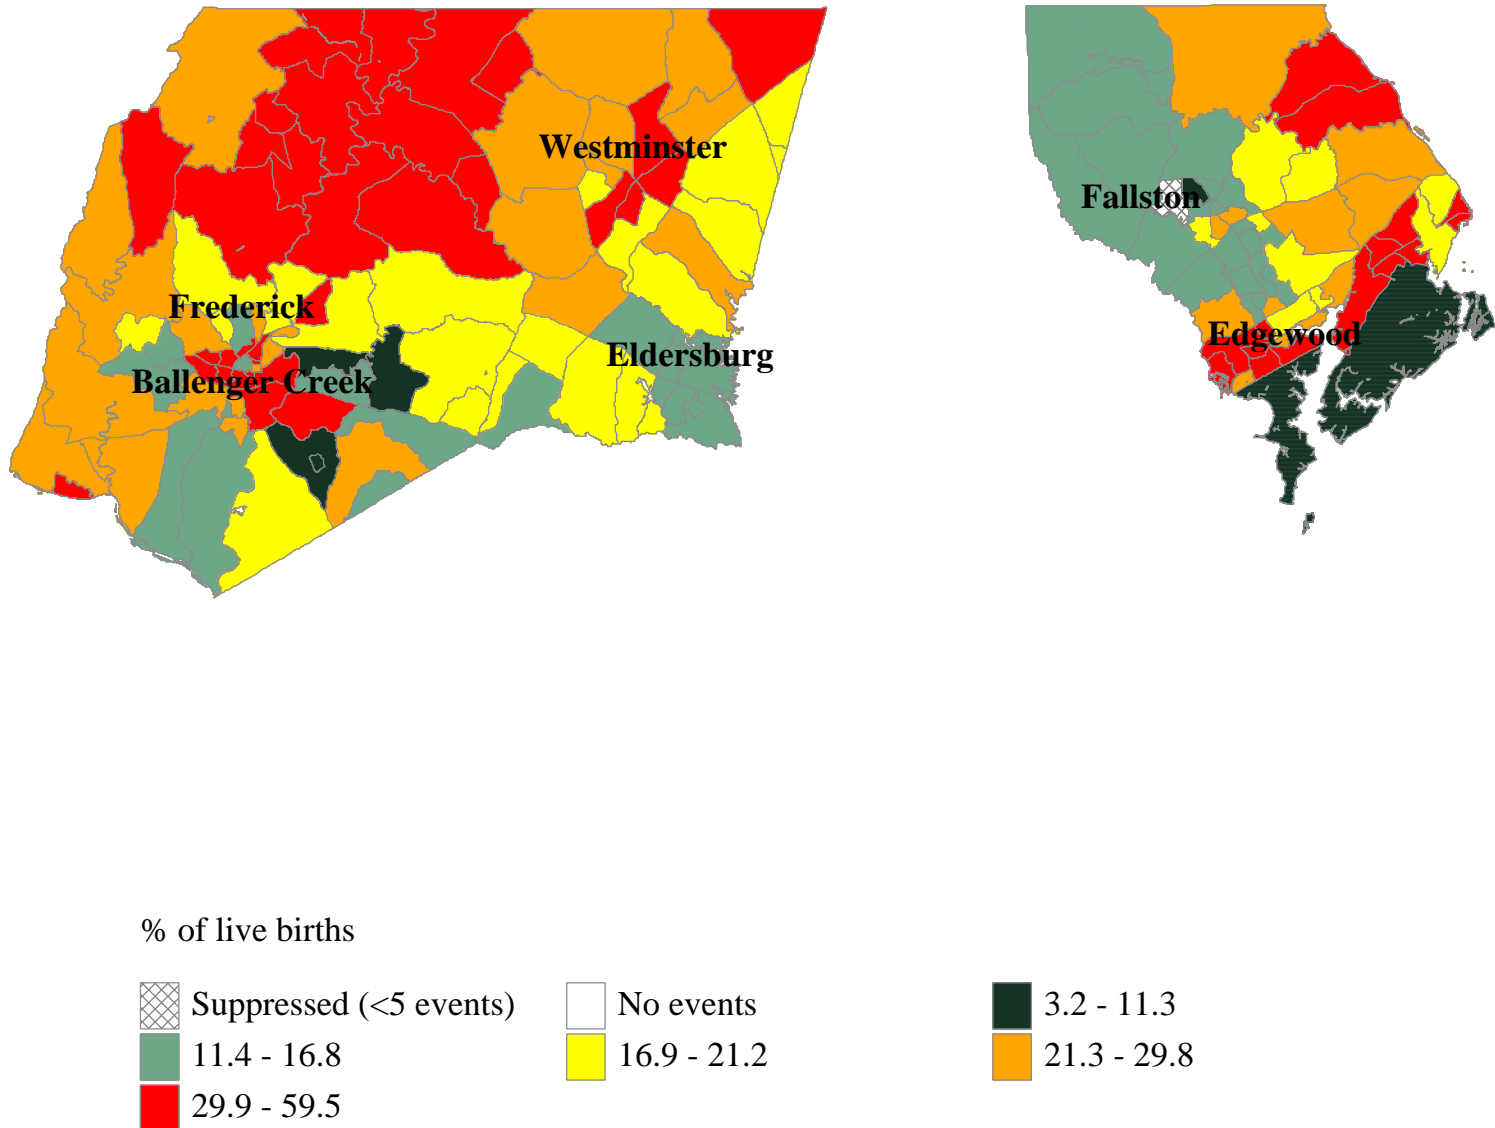 Westminster
Fallston
Frederick
Edgewood
Eldersburg
Ballenger Creek
% of live births
Suppressed (<5 events)
No events
3.2 - 11.3
11.4 - 16.8
16.9 - 21.2
21.3 - 29.8
29.9 - 59.5